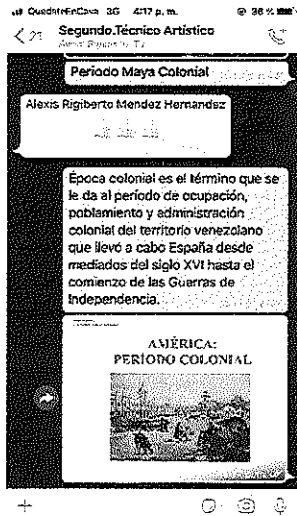 QuedateEnCasa 3G 4:17 p. m. 36 %
Segundo.Técnico Artístico
Periodo Maya Colonial
Alexis Rigiberto Mendez Hernandez
Época colonial es el término que se
le da al período de ocupación,
poblamiento y administración
colonial del territorio venezolano
que llevó a cabo España desde
mediados del siglo XVI hasta el
comienzo de las Guerras de
Independencia.
AMÉRICA:
PERÍODO COLONIAL